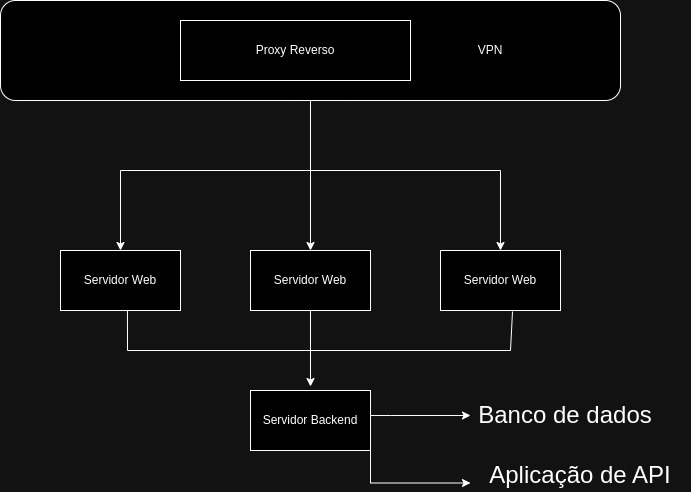 Proxy Reverso
VPN
Servidor Web
Servidor Web
Servidor Web
Servidor Backend
Banco de dados
Aplicação de API